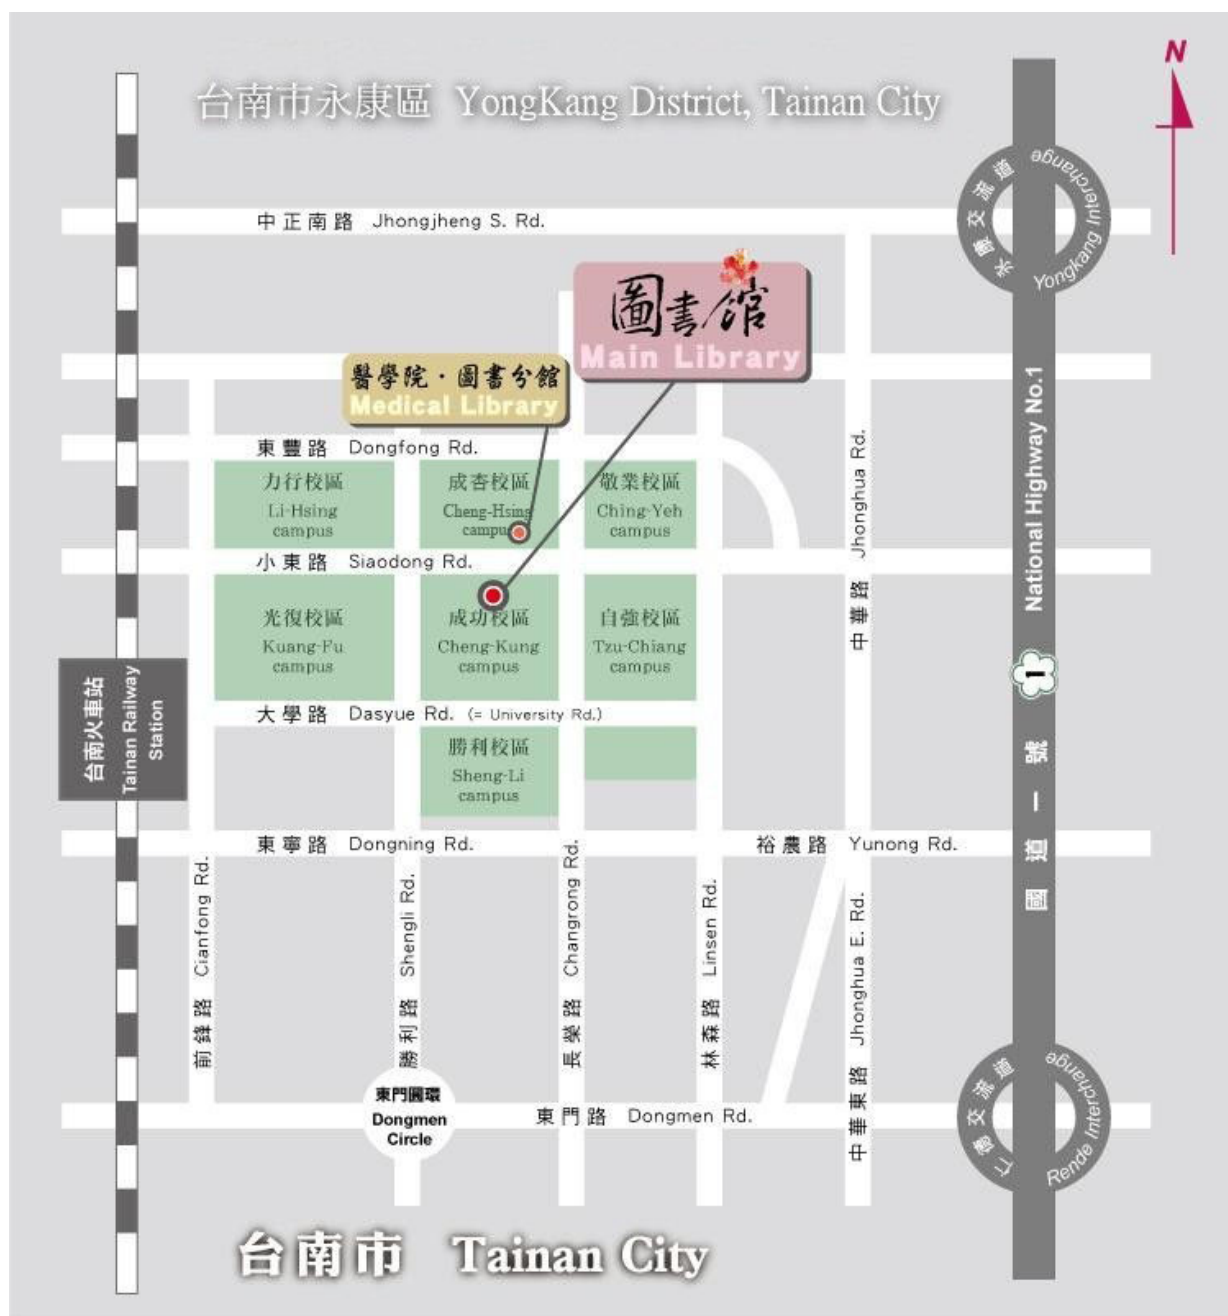 N
台南市永康區 YongKang District, Tainan City
永康交流道
Yongkang Interchange
中正南路 Jhongjheng S. Rd.
圖書館
Main Library
醫學院・圖書分館
Medical Library
東豐路 Dongfong Rd.
力行校區
Li-Hsing
campus
成杏校區
Cheng-Hsing
campus
敬業校區
Ching-Yeh
campus
小東路 Siaodong Rd.
中華路 Jhonghua Rd.
National Highway No.1
1
國道一號
光復校區
Kuang-Fu
campus
成功校區
Cheng-Kung
campus
自強校區
Tzu-Chiang
campus
台南火車站
Tainan Railway
Station
大學路 Dasyue Rd. (= University Rd.)
勝利校區
Sheng-Li
campus
東寧路 Dongning Rd.
裕農路 Yunong Rd.
前鋒路 Cianfong Rd.
勝利路 Shengli Rd.
長榮路 Changrong Rd.
林森路 Linsen Rd.
中華東路 Jhonghua E. Rd.
東門圓環
Dongmen
Circle
東門路 Dongmen Rd.
仁德交流道
Rende Interchange
台南市 Tainan City